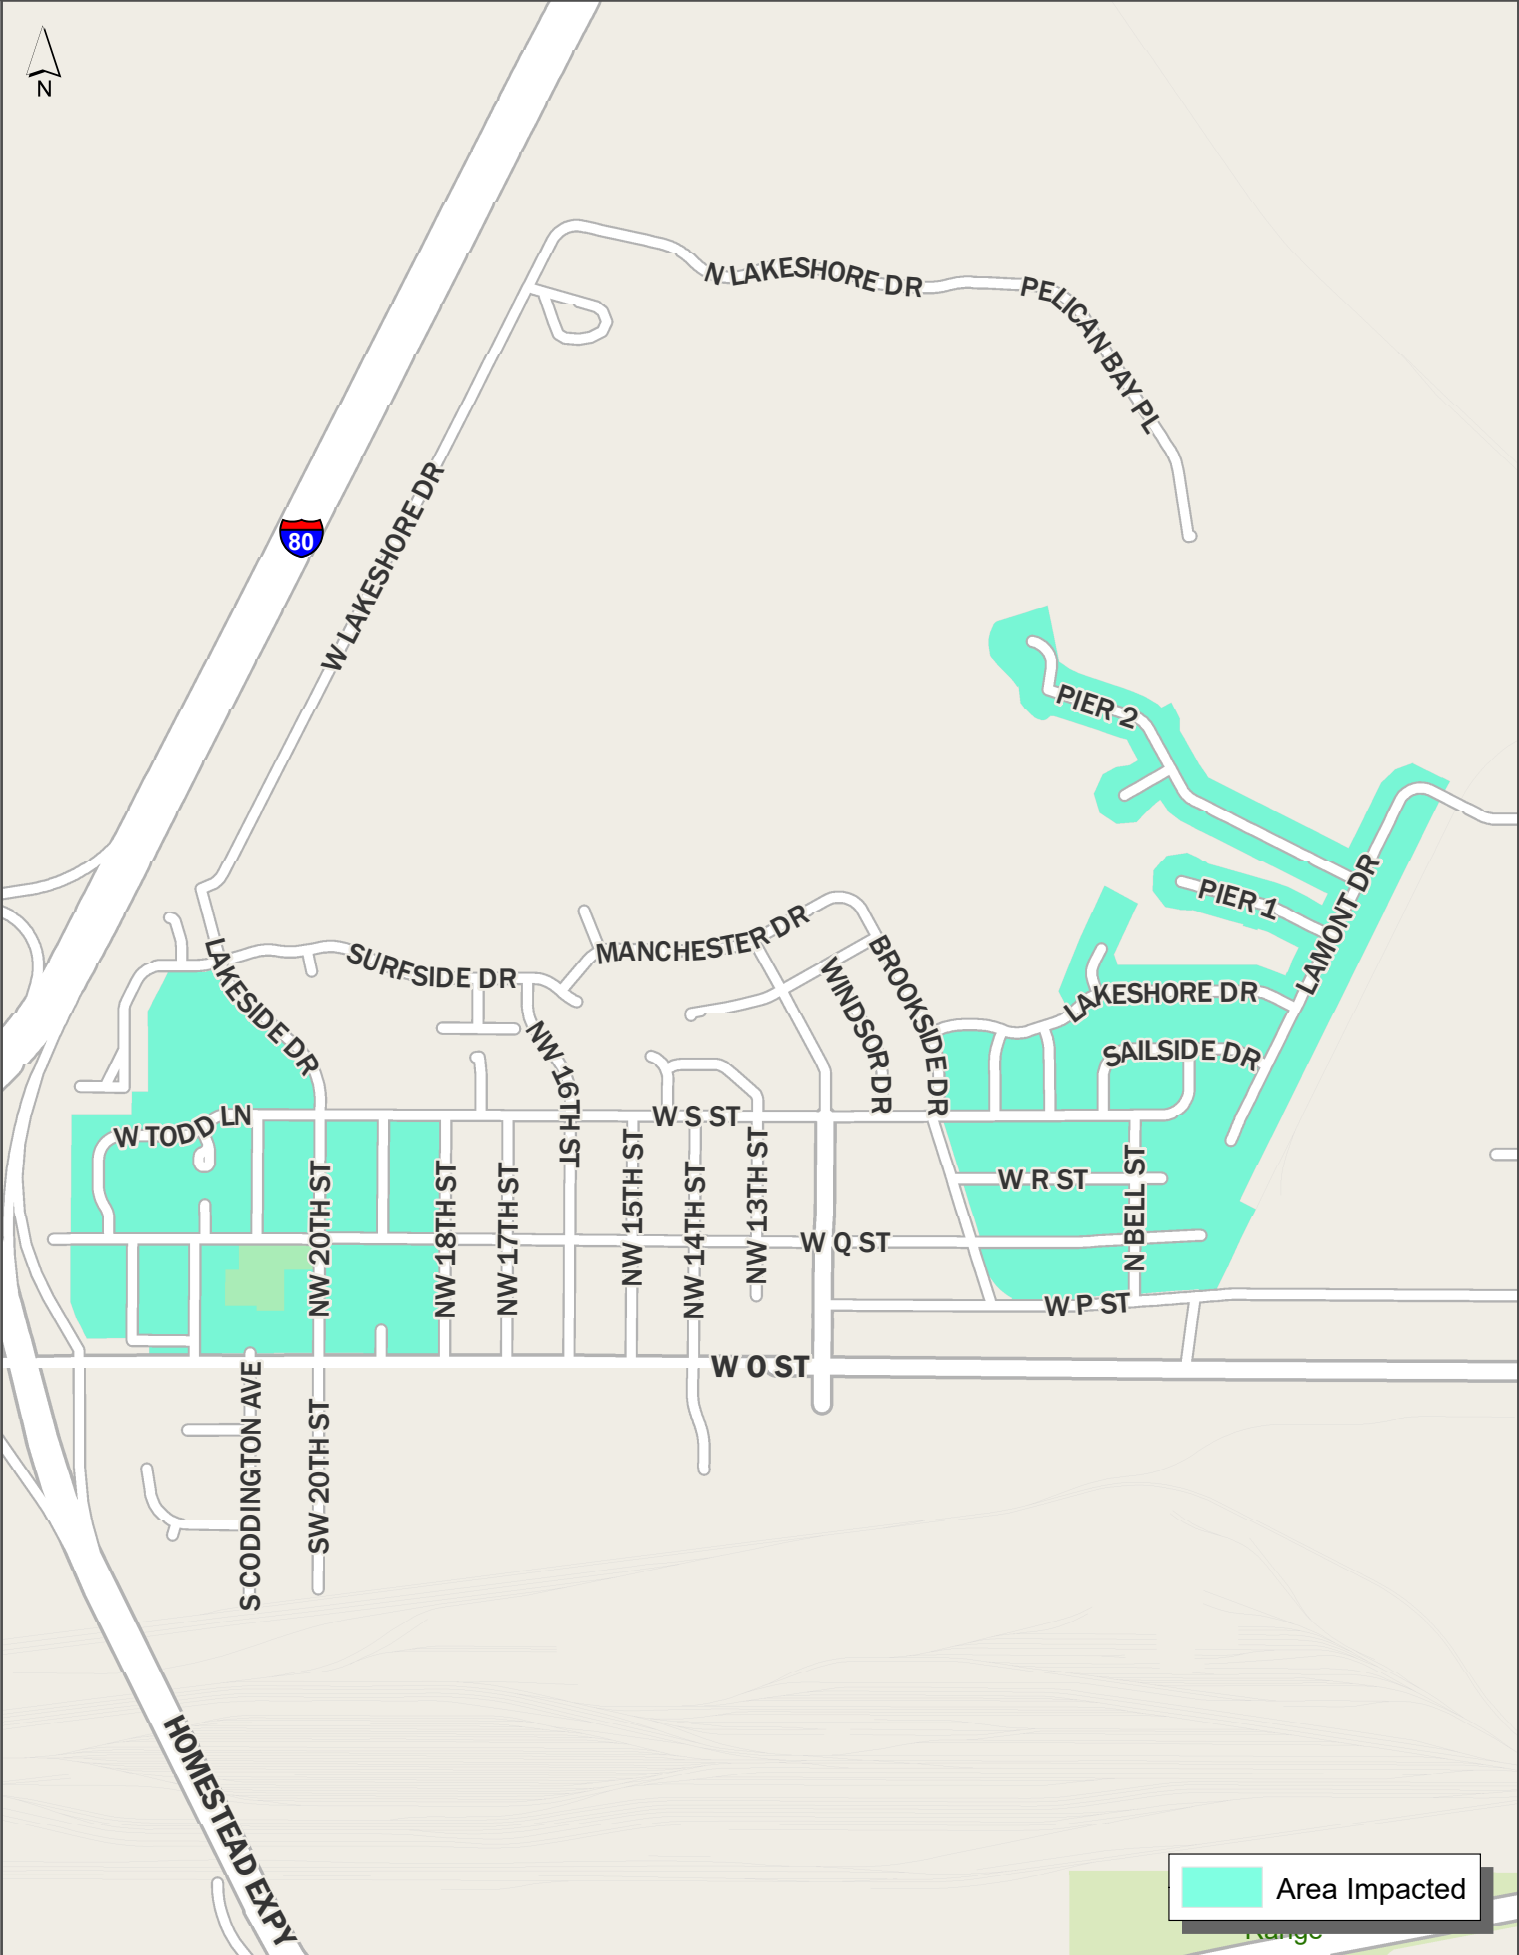 N
N LAKESHORE DR
PELICAN BAY PL
W LAKESHORE DR
80
PIER 2
PIER 1
LAMONT DR
LAKESIDE DR
SURFSIDE DR
MANCHESTER DR
WINDSOR DR
BROOKSIDE DR
LAKESHORE DR
SAILSIDE DR
NW 16TH ST
W TODD LN
W S ST
W R ST
N BELL ST
NW 20TH ST
NW 18TH ST
NW 17TH ST
NW 15TH ST
NW 14TH ST
NW 13TH ST
W Q ST
W P ST
W O ST
S CODDINGTON AVE
SW 20TH ST
HOMESTEAD EXPY
Area Impacted
Range